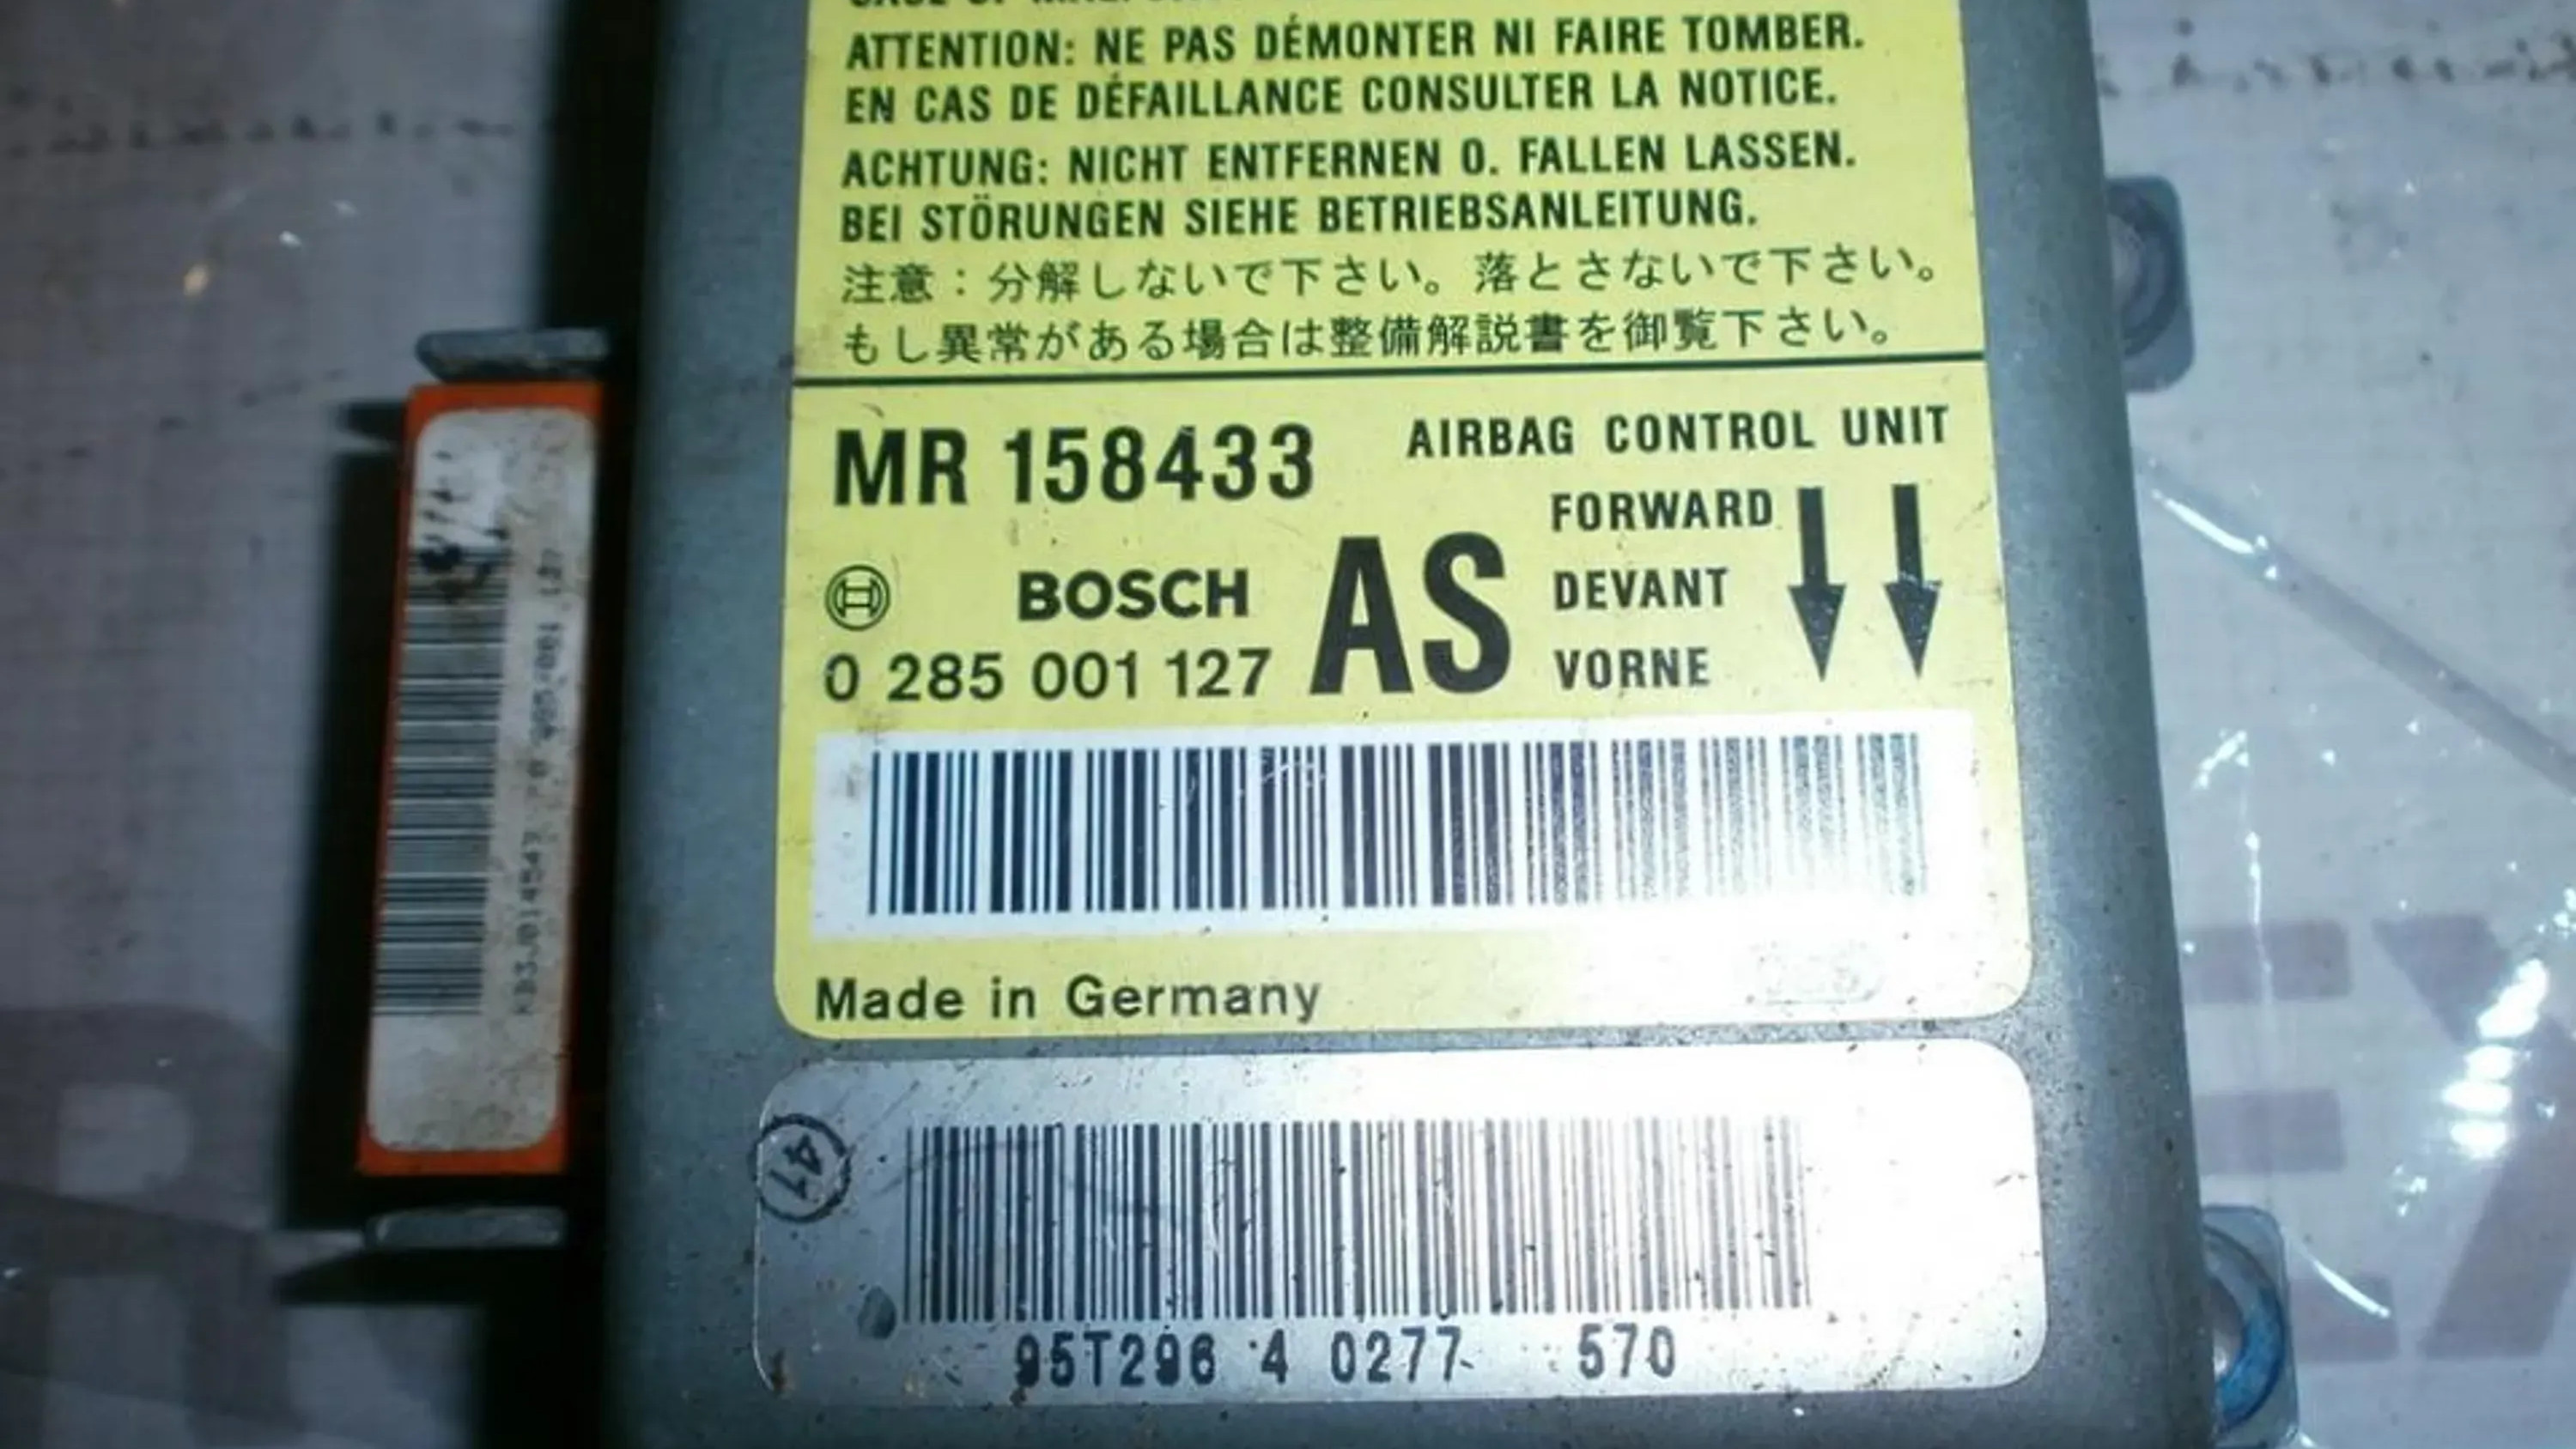 ATTENTION: NE PAS DÉMONTER NI FAIRE TOMBER.
EN CAS DE DÉFAILLANCE CONSULTER LA NOTICE.
ACHTUNG: NICHT ENTFERNEN O. FALLEN LASSEN.
BEI STÖRUNGEN SIEHE BETRIEBSANLEITUNG.
注意：分解しないで下さい。落とさないで下さい。
もし異常がある場合は整備解説書を御覧下さい。
MR 158433
AIRBAG CONTROL UNIT
FORWARD
DEVANT
VORNE
BOSCH
AS
0 285 001 127
Made in Germany
41
95T296 4 0277 570